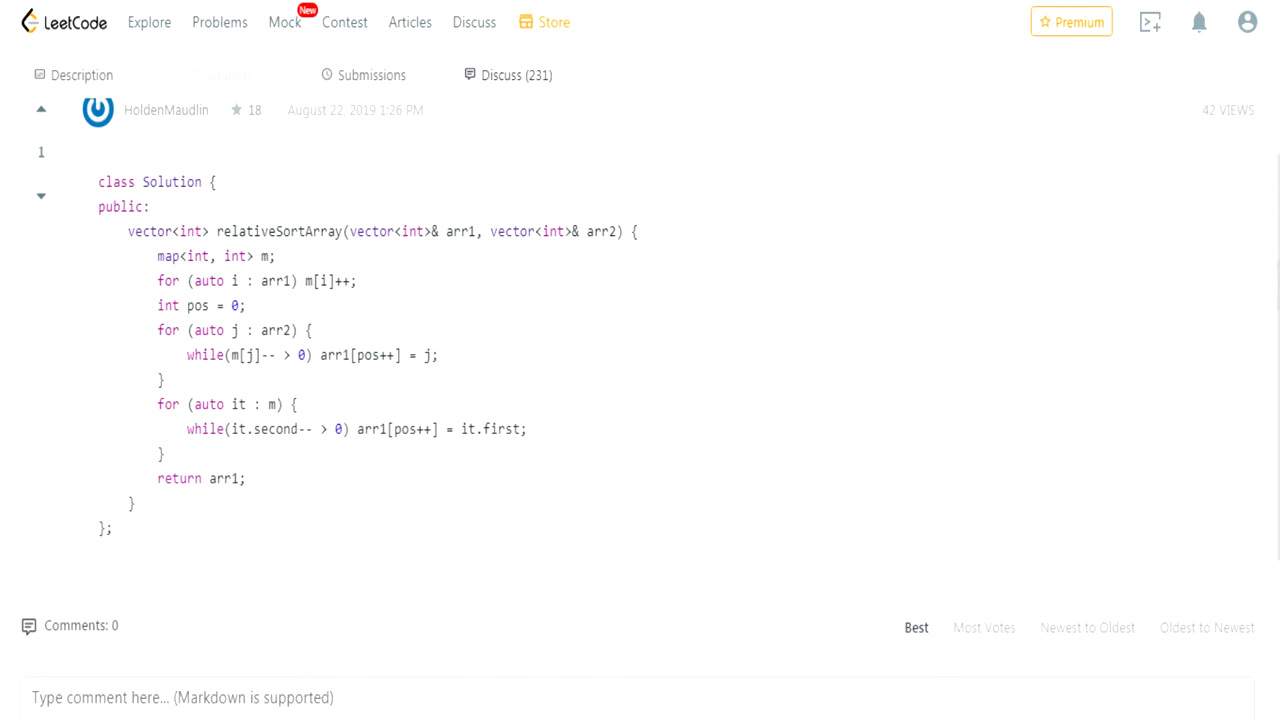 LeetCode Explore Problems Mock New Contest Articles Discuss Store Premium
Description Submissions Discuss (231)
HoldenMaudlin 18 August 22, 2019 1:26 PM 42 VIEWS
1
class Solution {
public:
    vector<int> relativeSortArray(vector<int>& arr1, vector<int>& arr2) {
        map<int, int> m;
        for (auto i : arr1) m[i]++;
        int pos = 0;
        for (auto j : arr2) {
            while(m[j]-- > 0) arr1[pos++] = j;
        }
        for (auto it : m) {
            while(it.second-- > 0) arr1[pos++] = it.first;
        }
        return arr1;
    }
};
Comments: 0 Best Most Votes Newest to Oldest Oldest to Newest
Type comment here... (Markdown is supported)